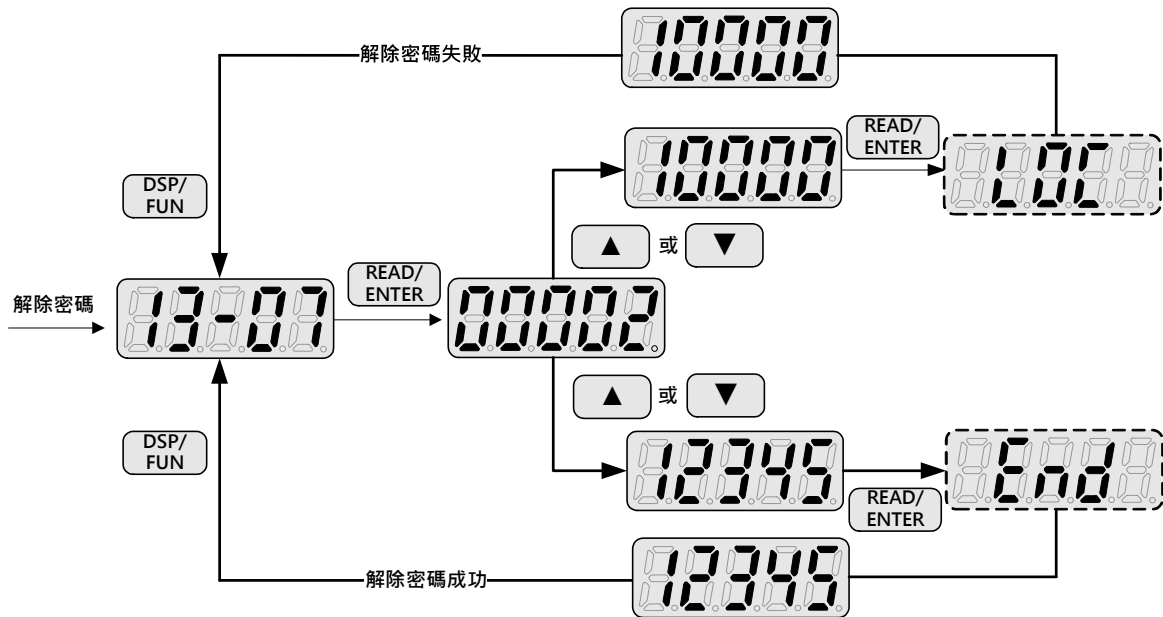 10000
解除密碼失敗
10000
READ/
ENTER
LOC
DSP/
FUN
▲ 或 ▼
解除密碼
13-07
READ/
ENTER
00002
▲ 或 ▼
DSP/
FUN
12345
READ/
ENTER
End
解除密碼成功
12345